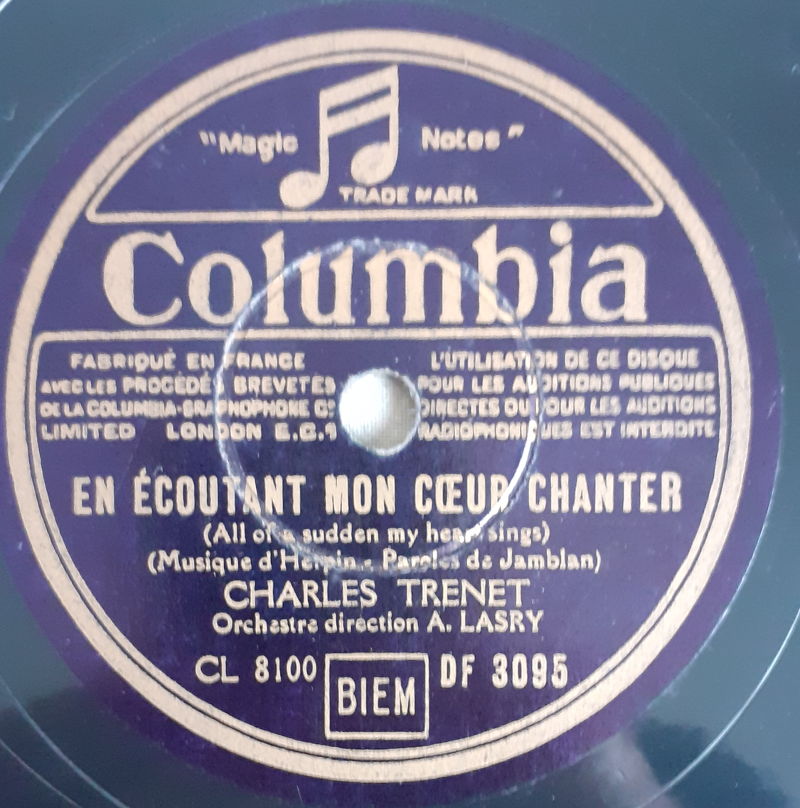 "Magic Notes"
TRADE MARK
Columbia
FABRIQUÉ EN FRANCE
AVEC LES PROCÉDÉS BREVETÉS
DE LA COLUMBIA GRAPHOPHONE Cº
LIMITED LONDON E.C.1
L'UTILISATION DE CE DISQUE
POUR LES AUDITIONS PUBLIQUES
DIRECTES OU POUR LES AUDITIONS
RADIOPHONIQUES EST INTERDITE
EN ÉCOUTANT MON CŒUR CHANTER
(All of a sudden my heart sings)
(Musique d'Herpin - Paroles de Jamblan)
CHARLES TRENET
Orchestre direction A. LASRY
CL 8100 BIEM DF 3095